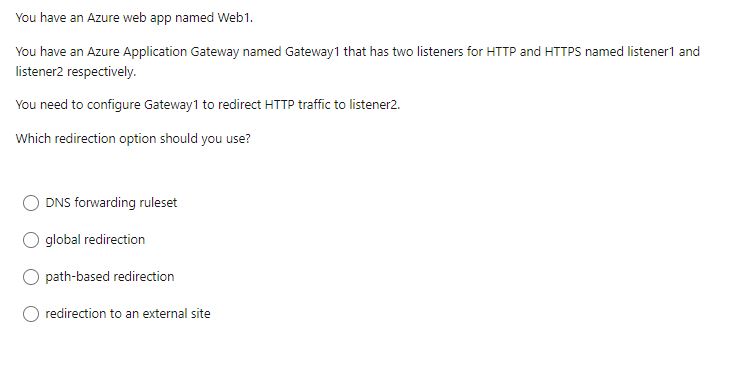 You have an Azure web app named Web1.
You have an Azure Application Gateway named Gateway1 that has two listeners for HTTP and HTTPS named listener1 and
listener2 respectively.
You need to configure Gateway1 to redirect HTTP traffic to listener2.
Which redirection option should you use?
DNS forwarding ruleset
global redirection
path-based redirection
redirection to an external site